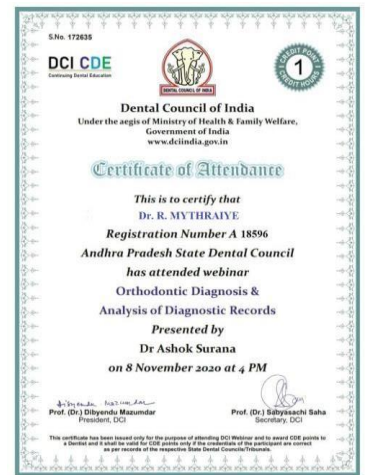 S.No. 172635
DCI CDE
Continuing Dental Education
DENTAL COUNCIL OF INDIA
CREDIT POINT
1
CREDIT HOURS
Dental Council of India
Under the aegis of Ministry of Health & Family Welfare,
Government of India
www.dciindia.gov.in
Certificate of Attendance
This is to certify that
Dr. R. MYTHRAIYE
Registration Number A 18596
Andhra Pradesh State Dental Council
has attended webinar
Orthodontic Diagnosis &
Analysis of Diagnostic Records
Presented by
Dr Ashok Surana
on 8 November 2020 at 4 PM
Dibyendu Mazumdar
Prof. (Dr.) Dibyendu Mazumdar
President, DCI
Prof. (Dr.) Sabyasachi Saha
Secretary, DCI
This certificate has been issued only for the purpose of attending DCI Webinar and to award CDE points to
a Dentist and it shall be valid for CDE points only if the credentials of the participant are correct
as per records of the respective State Dental Councils/Tribunals.